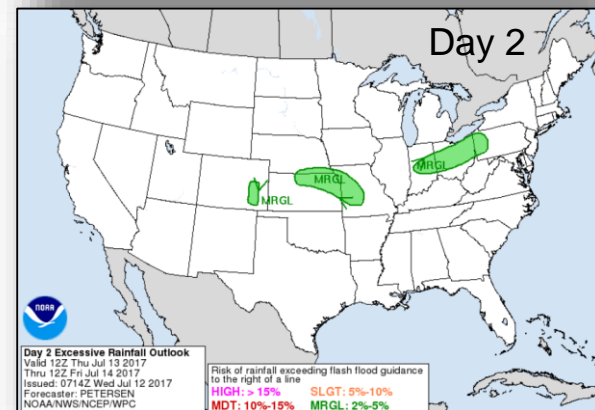 Day 2
MRGL
MRGL
MRGL
NOAA
Day 2 Excessive Rainfall Outlook
Valid 12Z Thu Jul 13 2017
Thru 12Z Fri Jul 14 2017
Issued: 0714Z Wed Jul 12 2017
Forecaster: PETERSEN
NOAA/NWS/NCEP/WPC
Risk of rainfall exceeding flash flood guidance
to the right of a line
HIGH: > 15% SLGT: 5%-10%
MDT: 10%-15% MRGL: 2%-5%